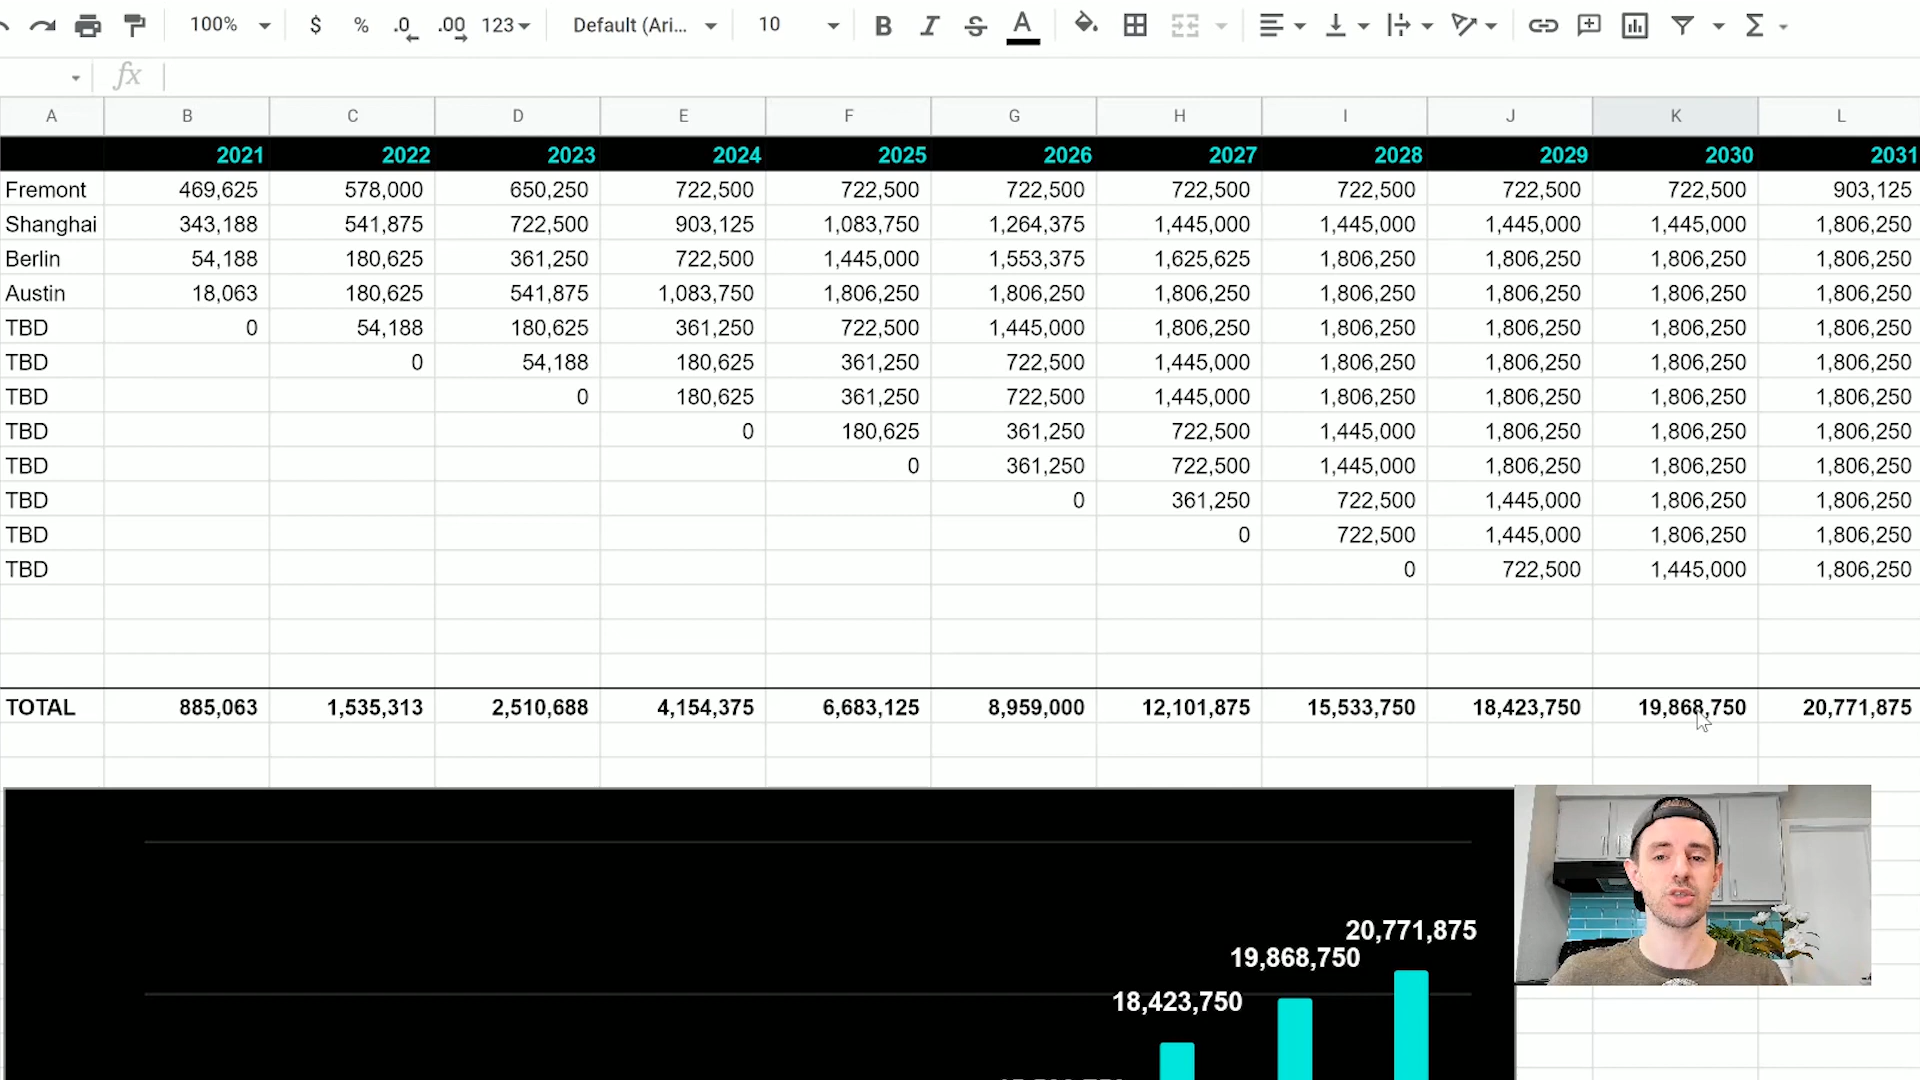 100% $ % .0 .00 123 Default (Ari... 10 B I S A Σ
fx
A B C D E F G H I J K L
2021 2022 2023 2024 2025 2026 2027 2028 2029 2030 2031
Fremont 469,625 578,000 650,250 722,500 722,500 722,500 722,500 722,500 722,500 722,500 903,125
Shanghai 343,188 541,875 722,500 903,125 1,083,750 1,264,375 1,445,000 1,445,000 1,445,000 1,445,000 1,806,250
Berlin 54,188 180,625 361,250 722,500 1,445,000 1,553,375 1,625,625 1,806,250 1,806,250 1,806,250 1,806,250
Austin 18,063 180,625 541,875 1,083,750 1,806,250 1,806,250 1,806,250 1,806,250 1,806,250 1,806,250 1,806,250
TBD 0 54,188 180,625 361,250 722,500 1,445,000 1,806,250 1,806,250 1,806,250 1,806,250 1,806,250
TBD 0 54,188 180,625 361,250 722,500 1,445,000 1,806,250 1,806,250 1,806,250 1,806,250
TBD 0 180,625 361,250 722,500 1,445,000 1,806,250 1,806,250 1,806,250 1,806,250
TBD 0 180,625 361,250 722,500 1,445,000 1,806,250 1,806,250 1,806,250
TBD 0 361,250 722,500 1,445,000 1,806,250 1,806,250 1,806,250
TBD 0 361,250 722,500 1,445,000 1,806,250 1,806,250
TBD 0 722,500 1,445,000 1,806,250 1,806,250
TBD 0 722,500 1,445,000 1,806,250
TOTAL 885,063 1,535,313 2,510,688 4,154,375 6,683,125 8,959,000 12,101,875 15,533,750 18,423,750 19,868,750 20,771,875
20,771,875
19,868,750
18,423,750